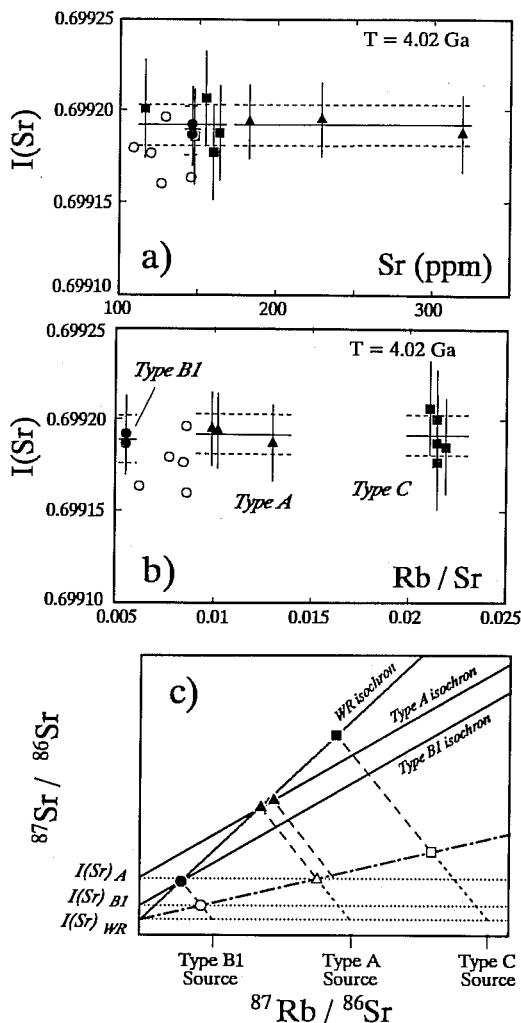 0.69925
T = 4.02 Ga
0.69920
I(Sr)
0.69915
a)
Sr (ppm)
0.69910
100
200
300
0.69925
T = 4.02 Ga
Type B1
0.69920
I(Sr)
Type A
Type C
0.69915
b)
Rb / Sr
0.69910
0.005
0.01
0.015
0.02
0.025
c)
WR isochron
Type A isochron
Type B1 isochron
87Sr / 86Sr
I(Sr) A
I(Sr) B1
I(Sr) WR
Type B1 Type A Type C
Source Source Source
87Rb / 86Sr